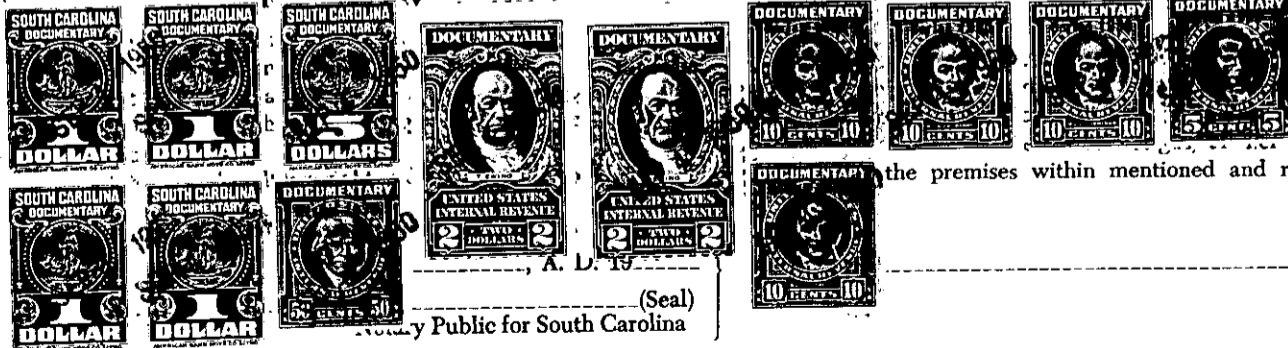 SOUTH CAROLINA
DOCUMENTARY
DOLLAR
SOUTH CAROLINA
DOCUMENTARY
1
DOLLAR
SOUTH CAROLINA
DOCUMENTARY
5
DOLLARS
DOCUMENTARY
UNITED STATES
INTERNAL REVENUE
2 TWO DOLLARS 2
DOCUMENTARY
UNITED STATES
INTERNAL REVENUE
2 TWO DOLLARS 2
DOCUMENTARY
10 CENTS 10
DOCUMENTARY
10 CENTS 10
DOCUMENTARY
10 CENTS 10
DOCUMENTARY
5 CENTS 5
the premises within mentioned and
SOUTH CAROLINA
DOCUMENTARY
1
DOLLAR
SOUTH CAROLINA
DOCUMENTARY
1
DOLLAR
DOCUMENTARY
CENTS 50
DOCUMENTARY
10 CENTS 10
, A. D. 19
(Seal)
Public for South Carolina